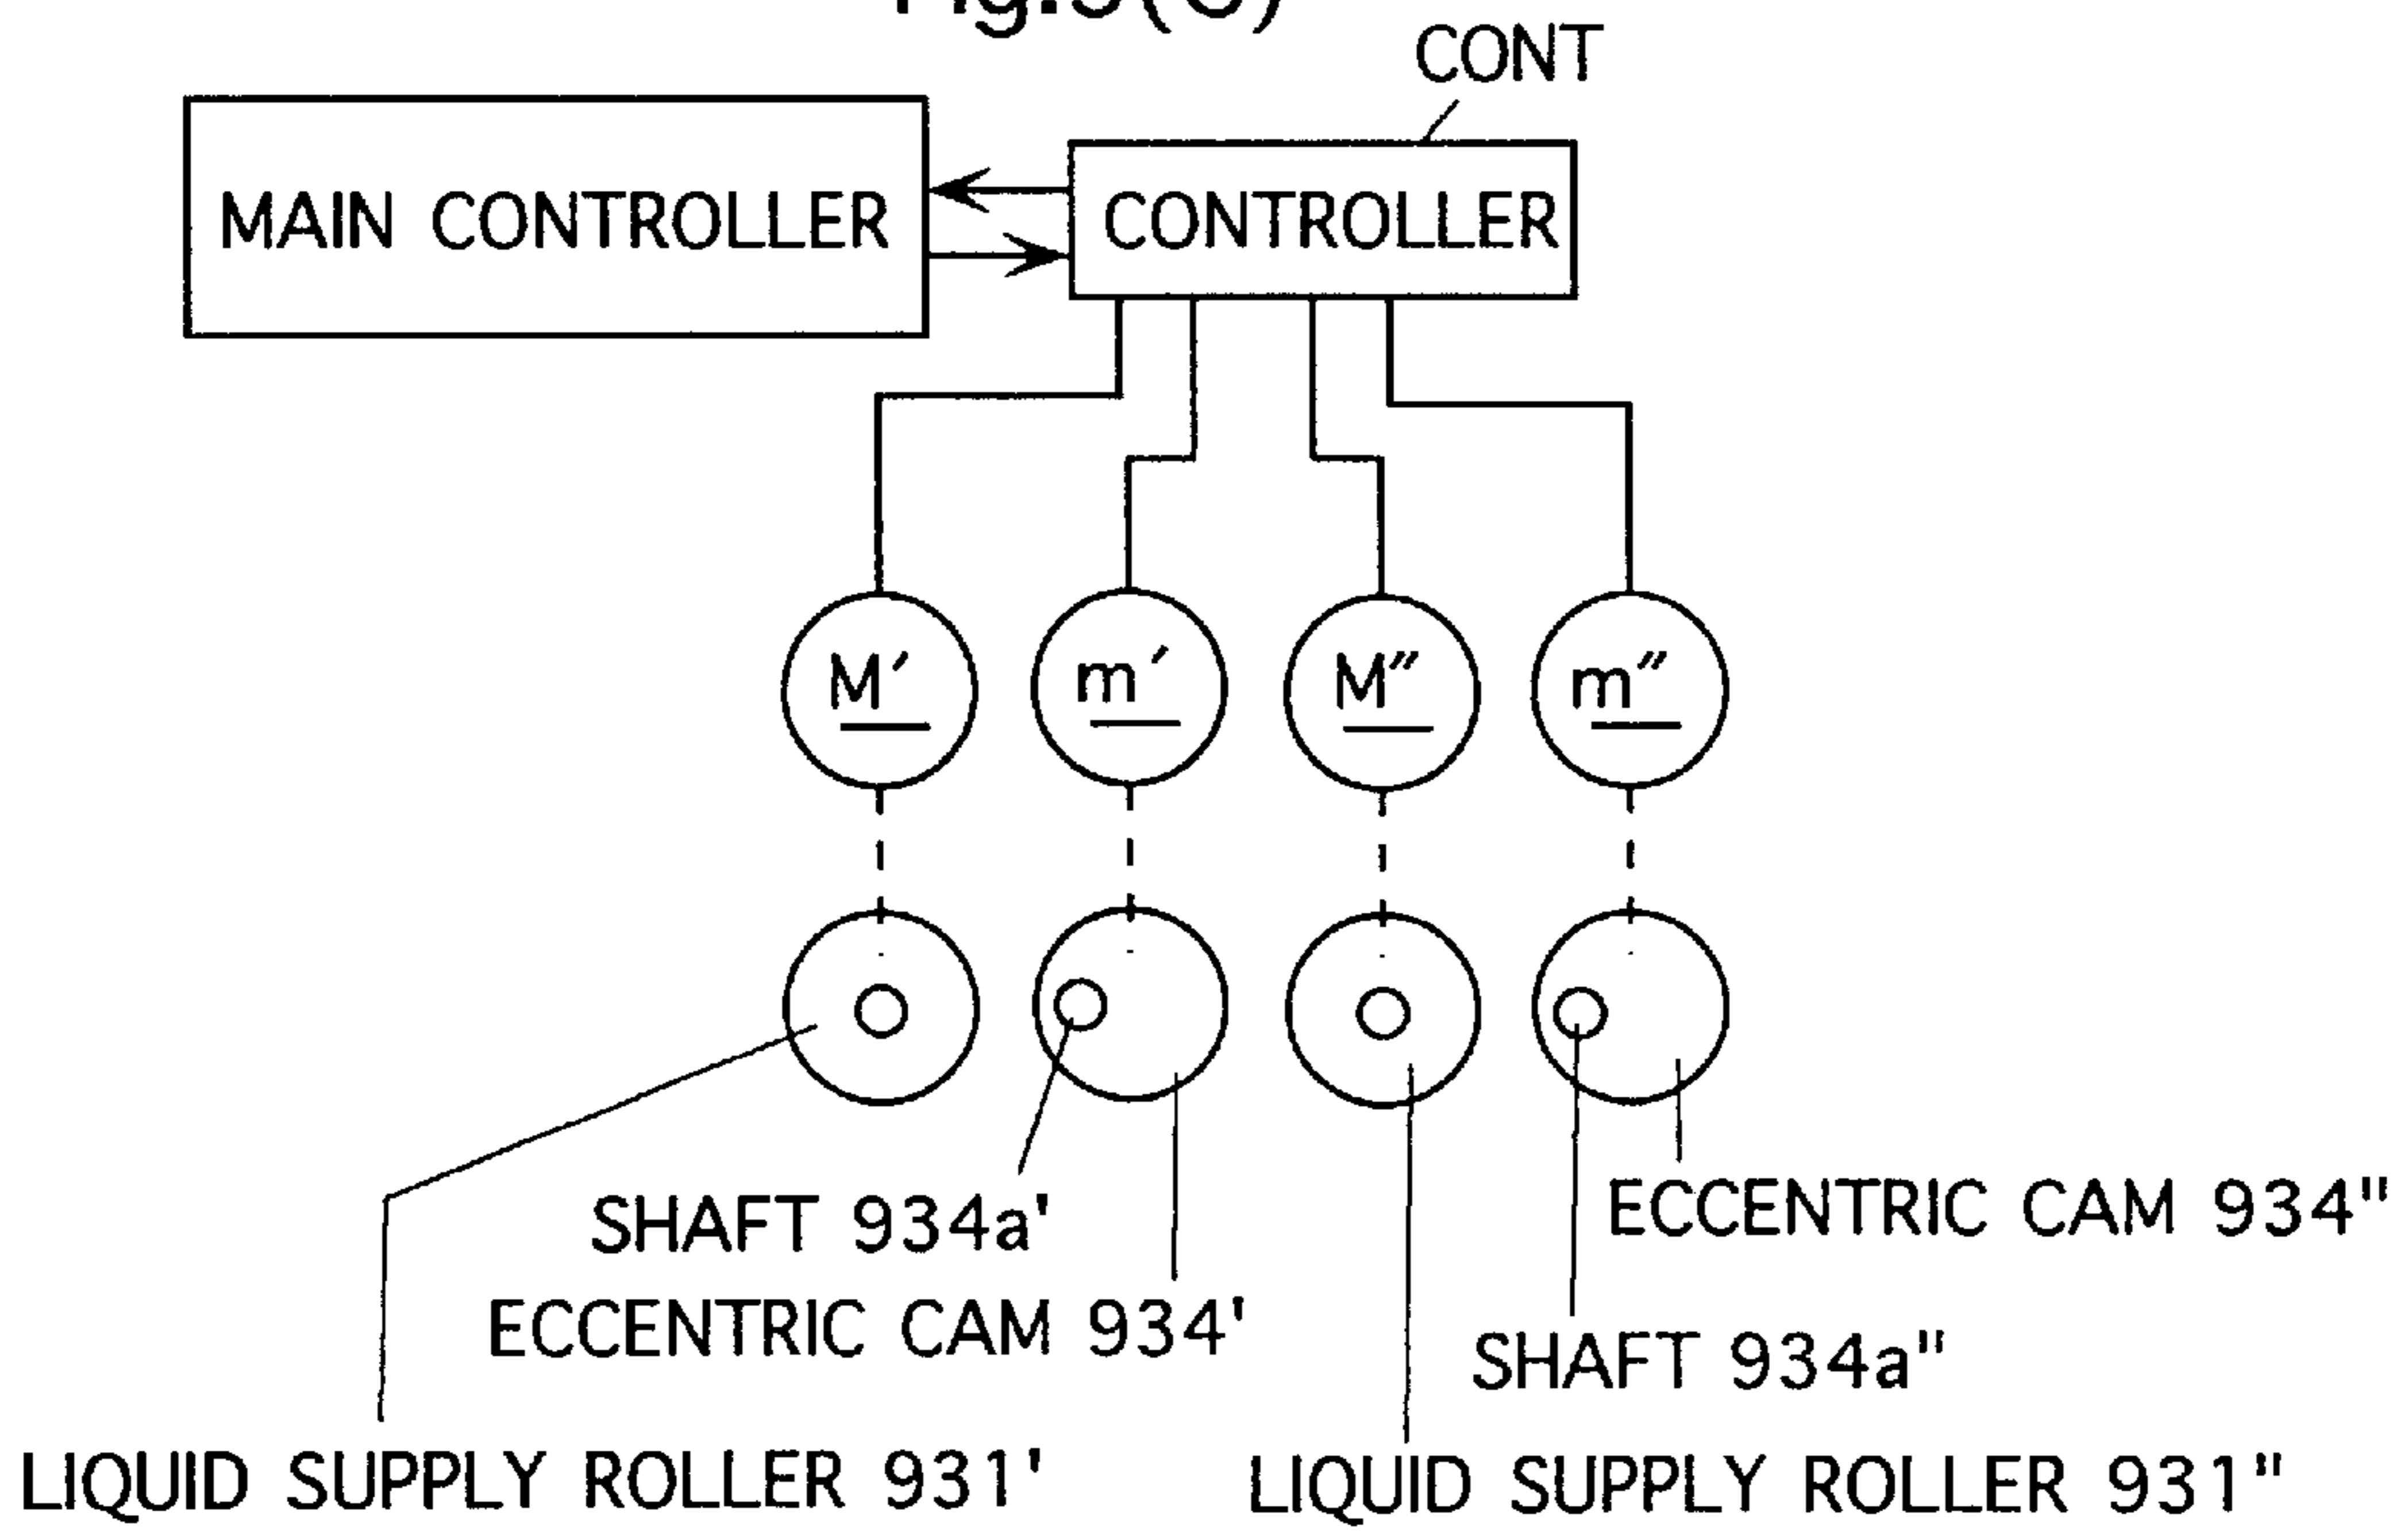 CONT
MAIN CONTROLLER
CONTROLLER
M′
m′
M″
m″
SHAFT 934a'
ECCENTRIC CAM 934"
ECCENTRIC CAM 934'
SHAFT 934a"
LIQUID SUPPLY ROLLER 931'
LIQUID SUPPLY ROLLER 931"